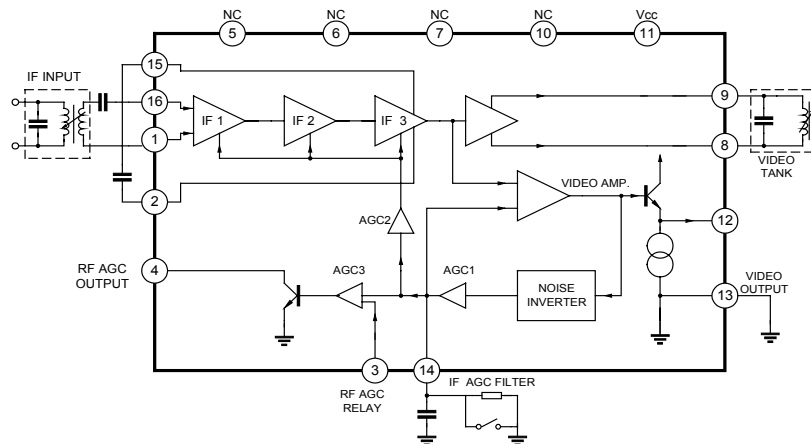 NC
NC
NC
NC
Vcc
5
6
7
10
11
IF INPUT
15
16
1
2
IF 1
IF 2
IF 3
9
8
VIDEO
TANK
VIDEO AMP.
AGC2
12
RF AGC
OUTPUT
4
AGC3
AGC1
NOISE
INVERTER
13
VIDEO
OUTPUT
3
14
RF AGC
RELAY
IF AGC FILTER